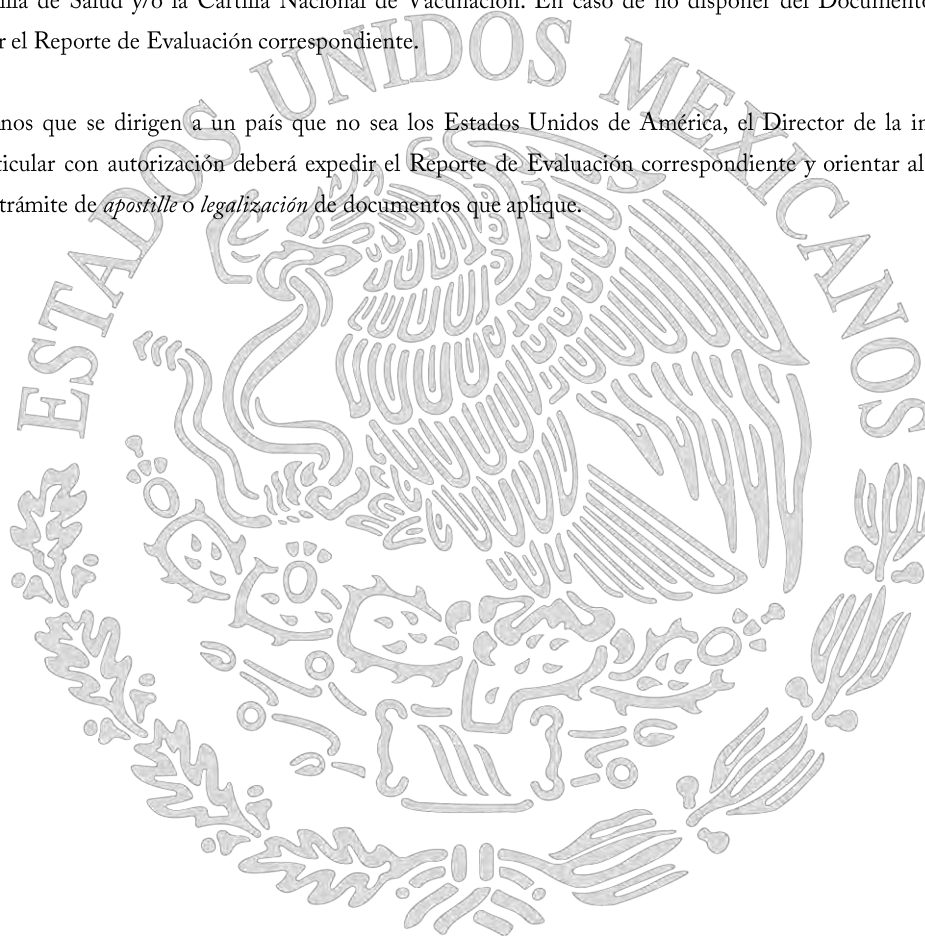 illa de Salud y/o la Cartilla Nacional de Vacunación. En caso de no disponer del Documento
r el Reporte de Evaluación correspondiente.
nos que se dirigen a un país que no sea los Estados Unidos de América, el Director de la in
ticular con autorización deberá expedir el Reporte de Evaluación correspondiente y orientar al
trámite de apostille o legalización de documentos que aplique.
ESTADOS UNIDOS MEXICANOS